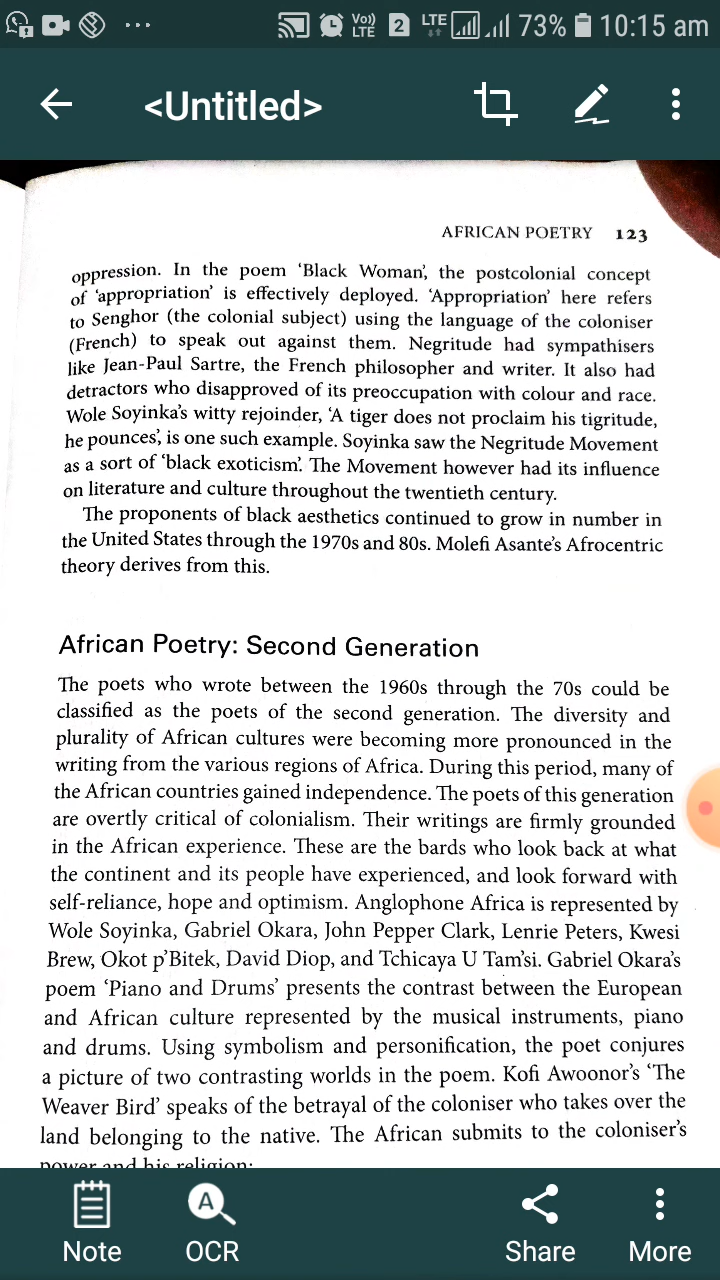 Vo)) LTE 2 LTE 73% 10:15 am
<Untitled>
AFRICAN POETRY 123
oppression. In the poem ‘Black Woman’, the postcolonial concept
of ‘appropriation’ is effectively deployed. ‘Appropriation’ here refers
to Senghor (the colonial subject) using the language of the coloniser
(French) to speak out against them. Negritude had sympathisers
like Jean-Paul Sartre, the French philosopher and writer. It also had
detractors who disapproved of its preoccupation with colour and race.
Wole Soyinka’s witty rejoinder, ‘A tiger does not proclaim his tigritude,
he pounces’, is one such example. Soyinka saw the Negritude Movement
as a sort of ‘black exoticism’. The Movement however had its influence
on literature and culture throughout the twentieth century.
The proponents of black aesthetics continued to grow in number in
the United States through the 1970s and 80s. Molefi Asante’s Afrocentric
theory derives from this.
African Poetry: Second Generation
The poets who wrote between the 1960s through the 70s could be
classified as the poets of the second generation. The diversity and
plurality of African cultures were becoming more pronounced in the
writing from the various regions of Africa. During this period, many of
the African countries gained independence. The poets of this generation
are overtly critical of colonialism. Their writings are firmly grounded
in the African experience. These are the bards who look back at what
the continent and its people have experienced, and look forward with
self-reliance, hope and optimism. Anglophone Africa is represented by
Wole Soyinka, Gabriel Okara, John Pepper Clark, Lenrie Peters, Kwesi
Brew, Okot p’Bitek, David Diop, and Tchicaya U Tam’si. Gabriel Okara’s
poem ‘Piano and Drums’ presents the contrast between the European
and African culture represented by the musical instruments, piano
and drums. Using symbolism and personification, the poet conjures
a picture of two contrasting worlds in the poem. Kofi Awoonor’s ‘The
Weaver Bird’ speaks of the betrayal of the coloniser who takes over the
land belonging to the native. The African submits to the coloniser’s
power and his religion:
A
Note OCR Share More